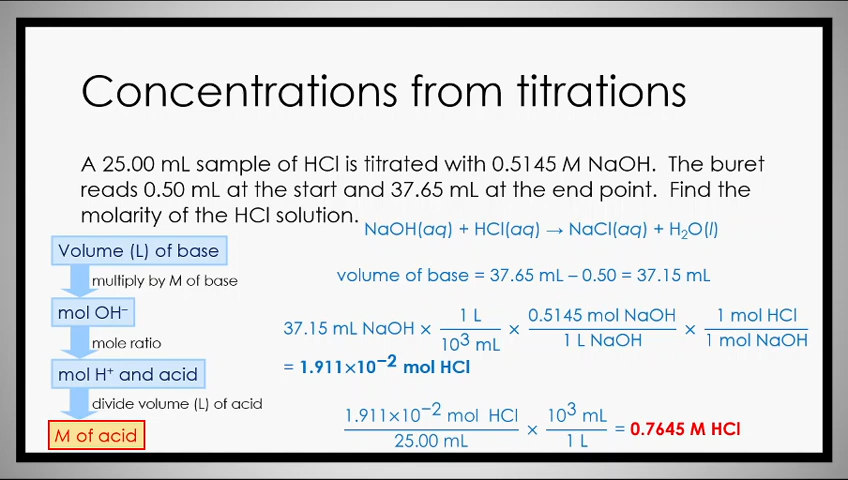 Concentrations from titrations
A 25.00 mL sample of HCl is titrated with 0.5145 M NaOH. The buret
reads 0.50 mL at the start and 37.65 mL at the end point. Find the
molarity of the HCl solution.
NaOH(aq) + HCl(aq) → NaCl(aq) + H₂O(l)
Volume (L) of base
multiply by M of base
mol OH⁻
mole ratio
mol H⁺ and acid
divide volume (L) of acid
M of acid
volume of base = 37.65 mL – 0.50 = 37.15 mL
37.15 mL NaOH × 1 L / 10³ mL × 0.5145 mol NaOH / 1 L NaOH × 1 mol HCl / 1 mol NaOH
= 1.911×10⁻² mol HCl
1.911×10⁻² mol HCl / 25.00 mL × 10³ mL / 1 L = 0.7645 M HCl